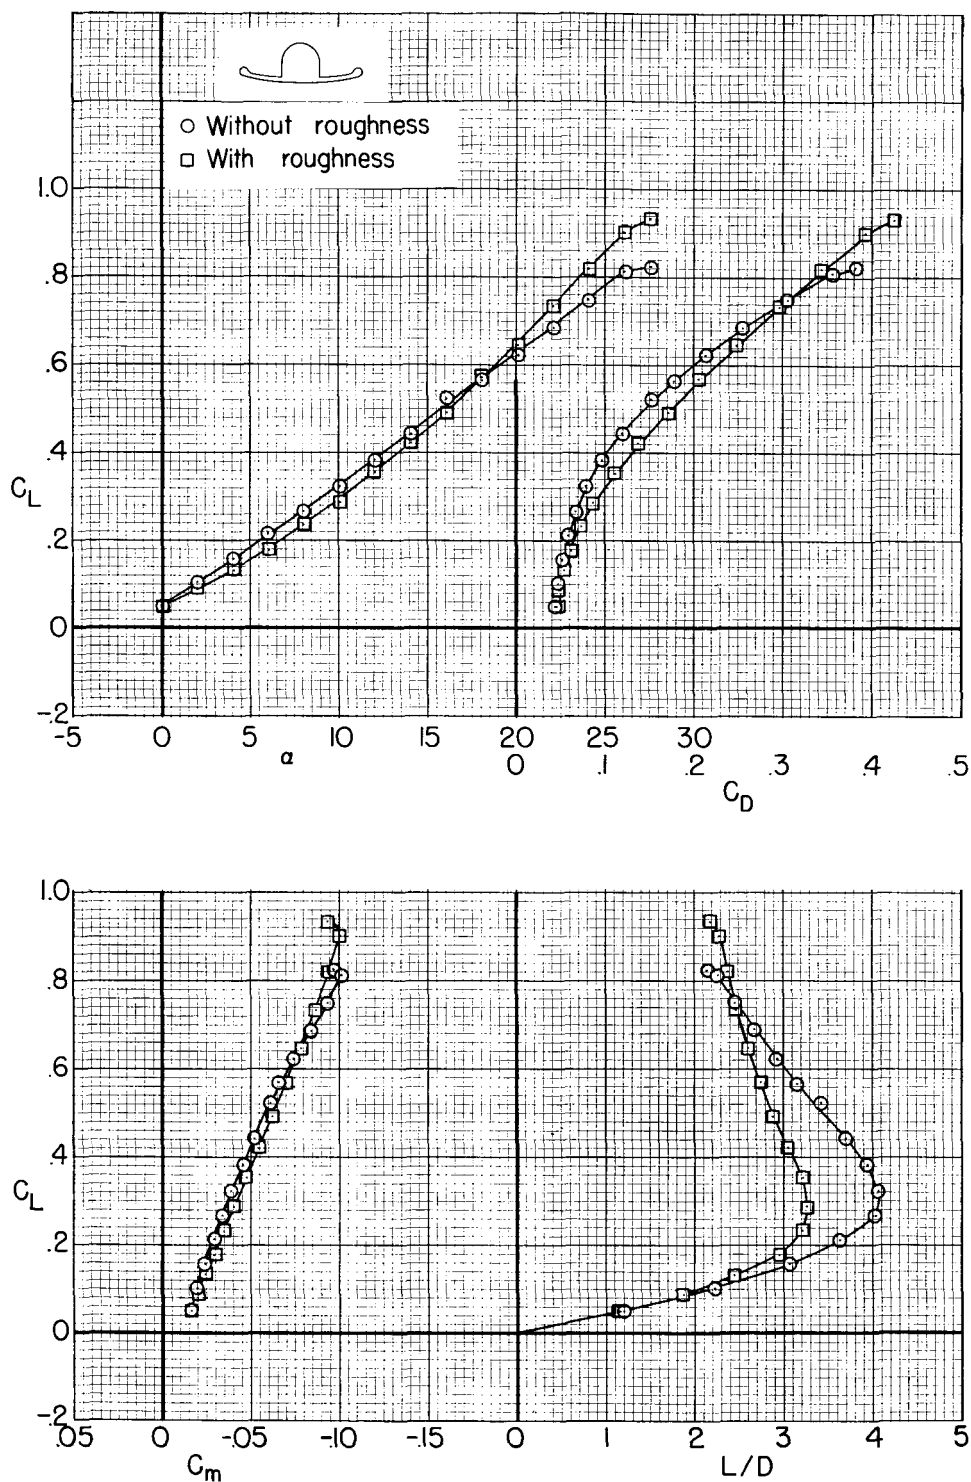 ○ Without roughness
□ With roughness
1.0
.8
.6
.4
C_L
.2
0
-.2
-5 0 5 10 15 20 25 30
α
0 .1 .2 .3 .4 .5
C_D
1.0
.8
.6
.4
C_L
.2
0
-.2
.05 0 -.05 -.10 -.15 0 1 2 3 4 5
C_m L/D